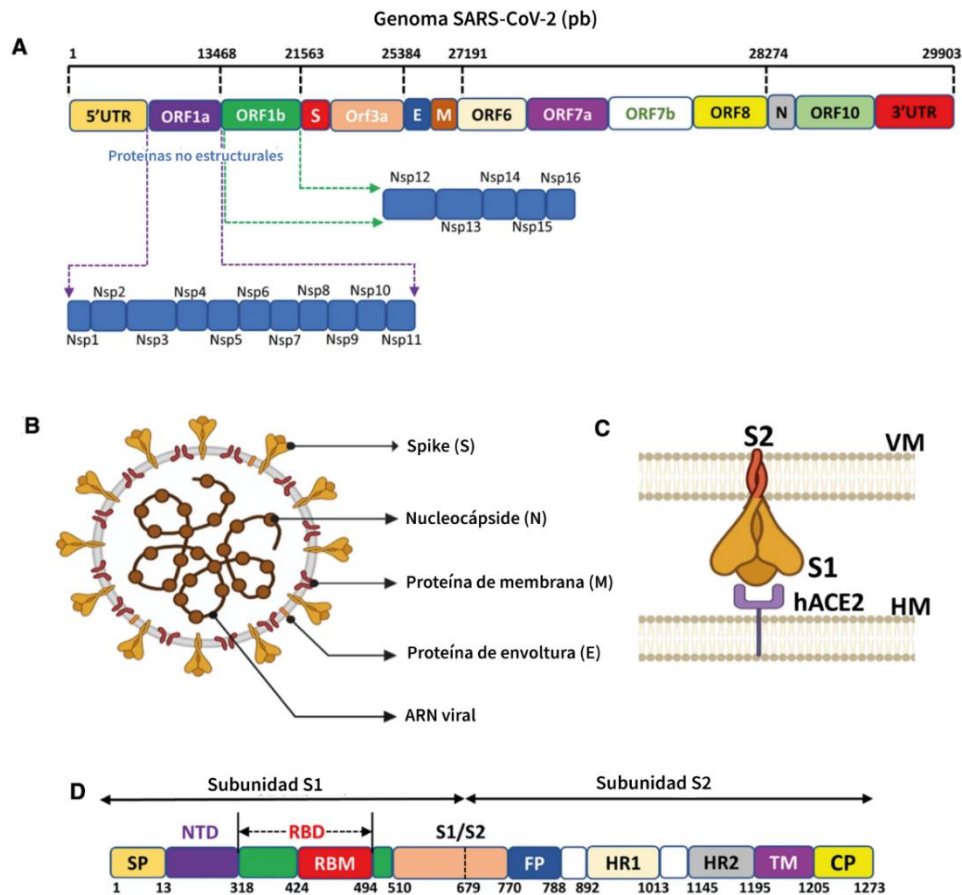 Genoma SARS-CoV-2 (pb)
A
1 13468 21563 25384 27191 28274 29903
5'UTR ORF1a ORF1b S Orf3a E M ORF6 ORF7a ORF7b ORF8 N ORF10 3'UTR
Proteínas no estructurales
Nsp12 Nsp14 Nsp16
Nsp13 Nsp15
Nsp2 Nsp4 Nsp6 Nsp8 Nsp10
Nsp1 Nsp3 Nsp5 Nsp7 Nsp9 Nsp11
B
Spike (S)
Nucleocápside (N)
Proteína de membrana (M)
Proteína de envoltura (E)
ARN viral
C
S2 VM
S1
hACE2 HM
D
Subunidad S1 Subunidad S2
NTD RBD S1/S2
SP RBM FP HR1 HR2 TM CP
1 13 318 424 494 510 679 770 788 892 1013 1145 1195 1205 1273